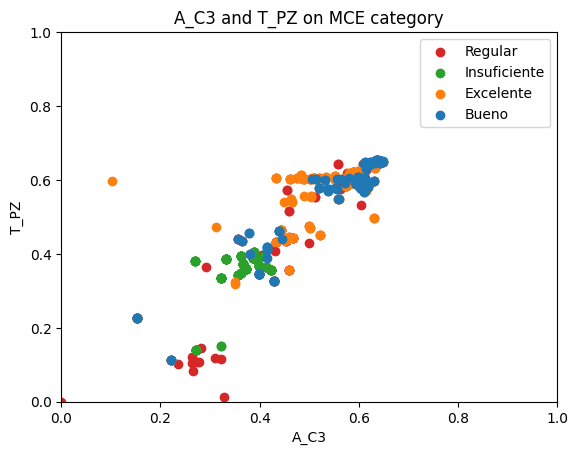 A_C3 and T_PZ on MCE category
Regular
Insuficiente
Excelente
Bueno
T_PZ
1.0
0.8
0.6
0.4
0.2
0.0
0.0 0.2 0.4 0.6 0.8 1.0
A_C3